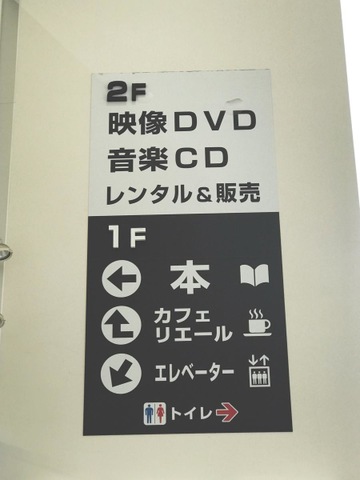 2F
映像DVD
音楽CD
レンタル&販売
1F
本
カフェ
リエール
エレベーター
トイレ